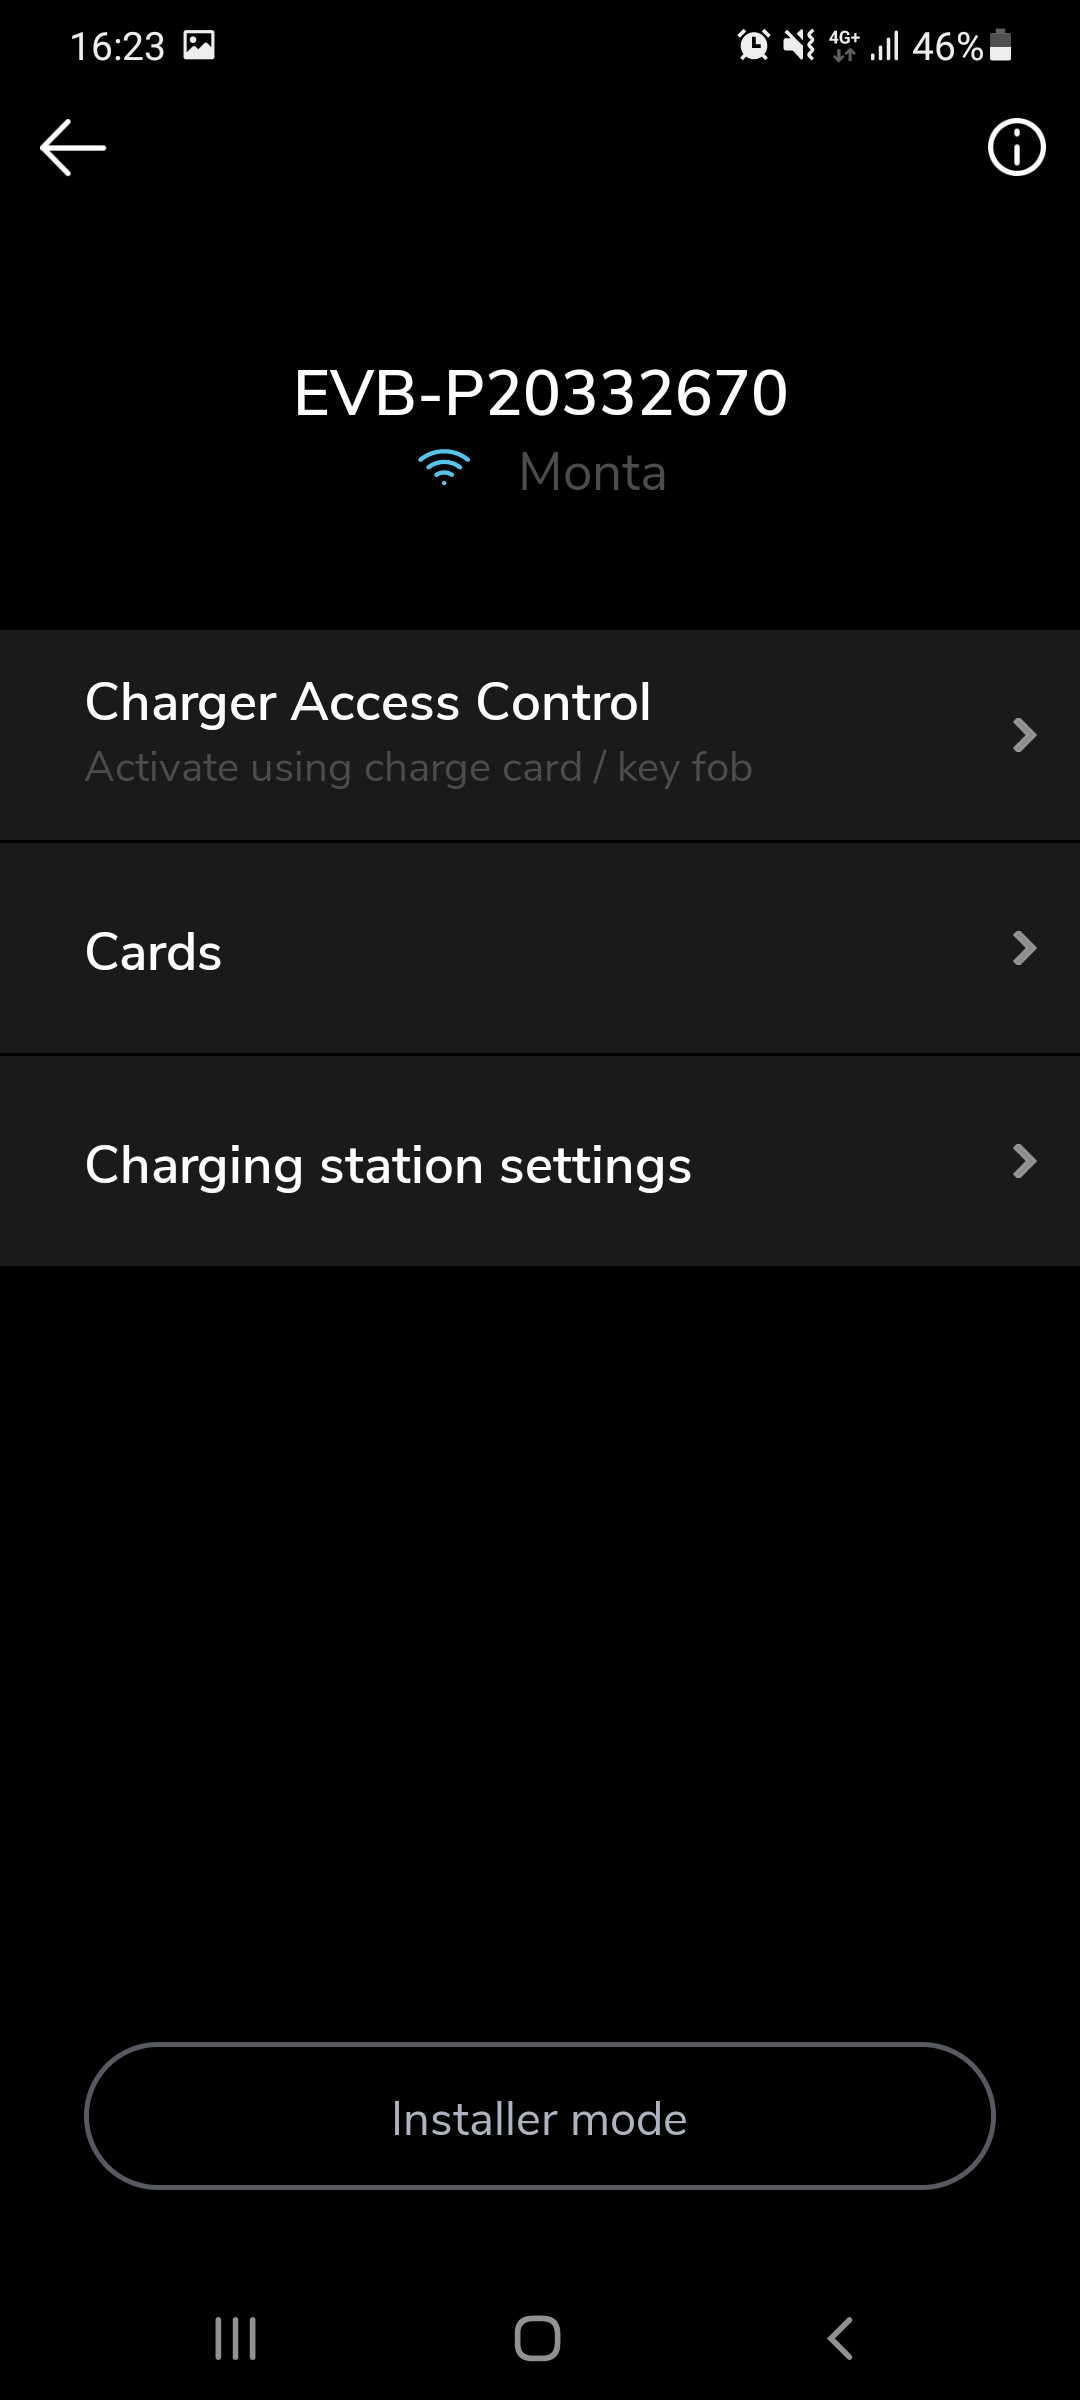 16:23
4G+ 46%
EVB-P20332670
Monta
Charger Access Control
Activate using charge card / key fob
Cards
Charging station settings
Installer mode